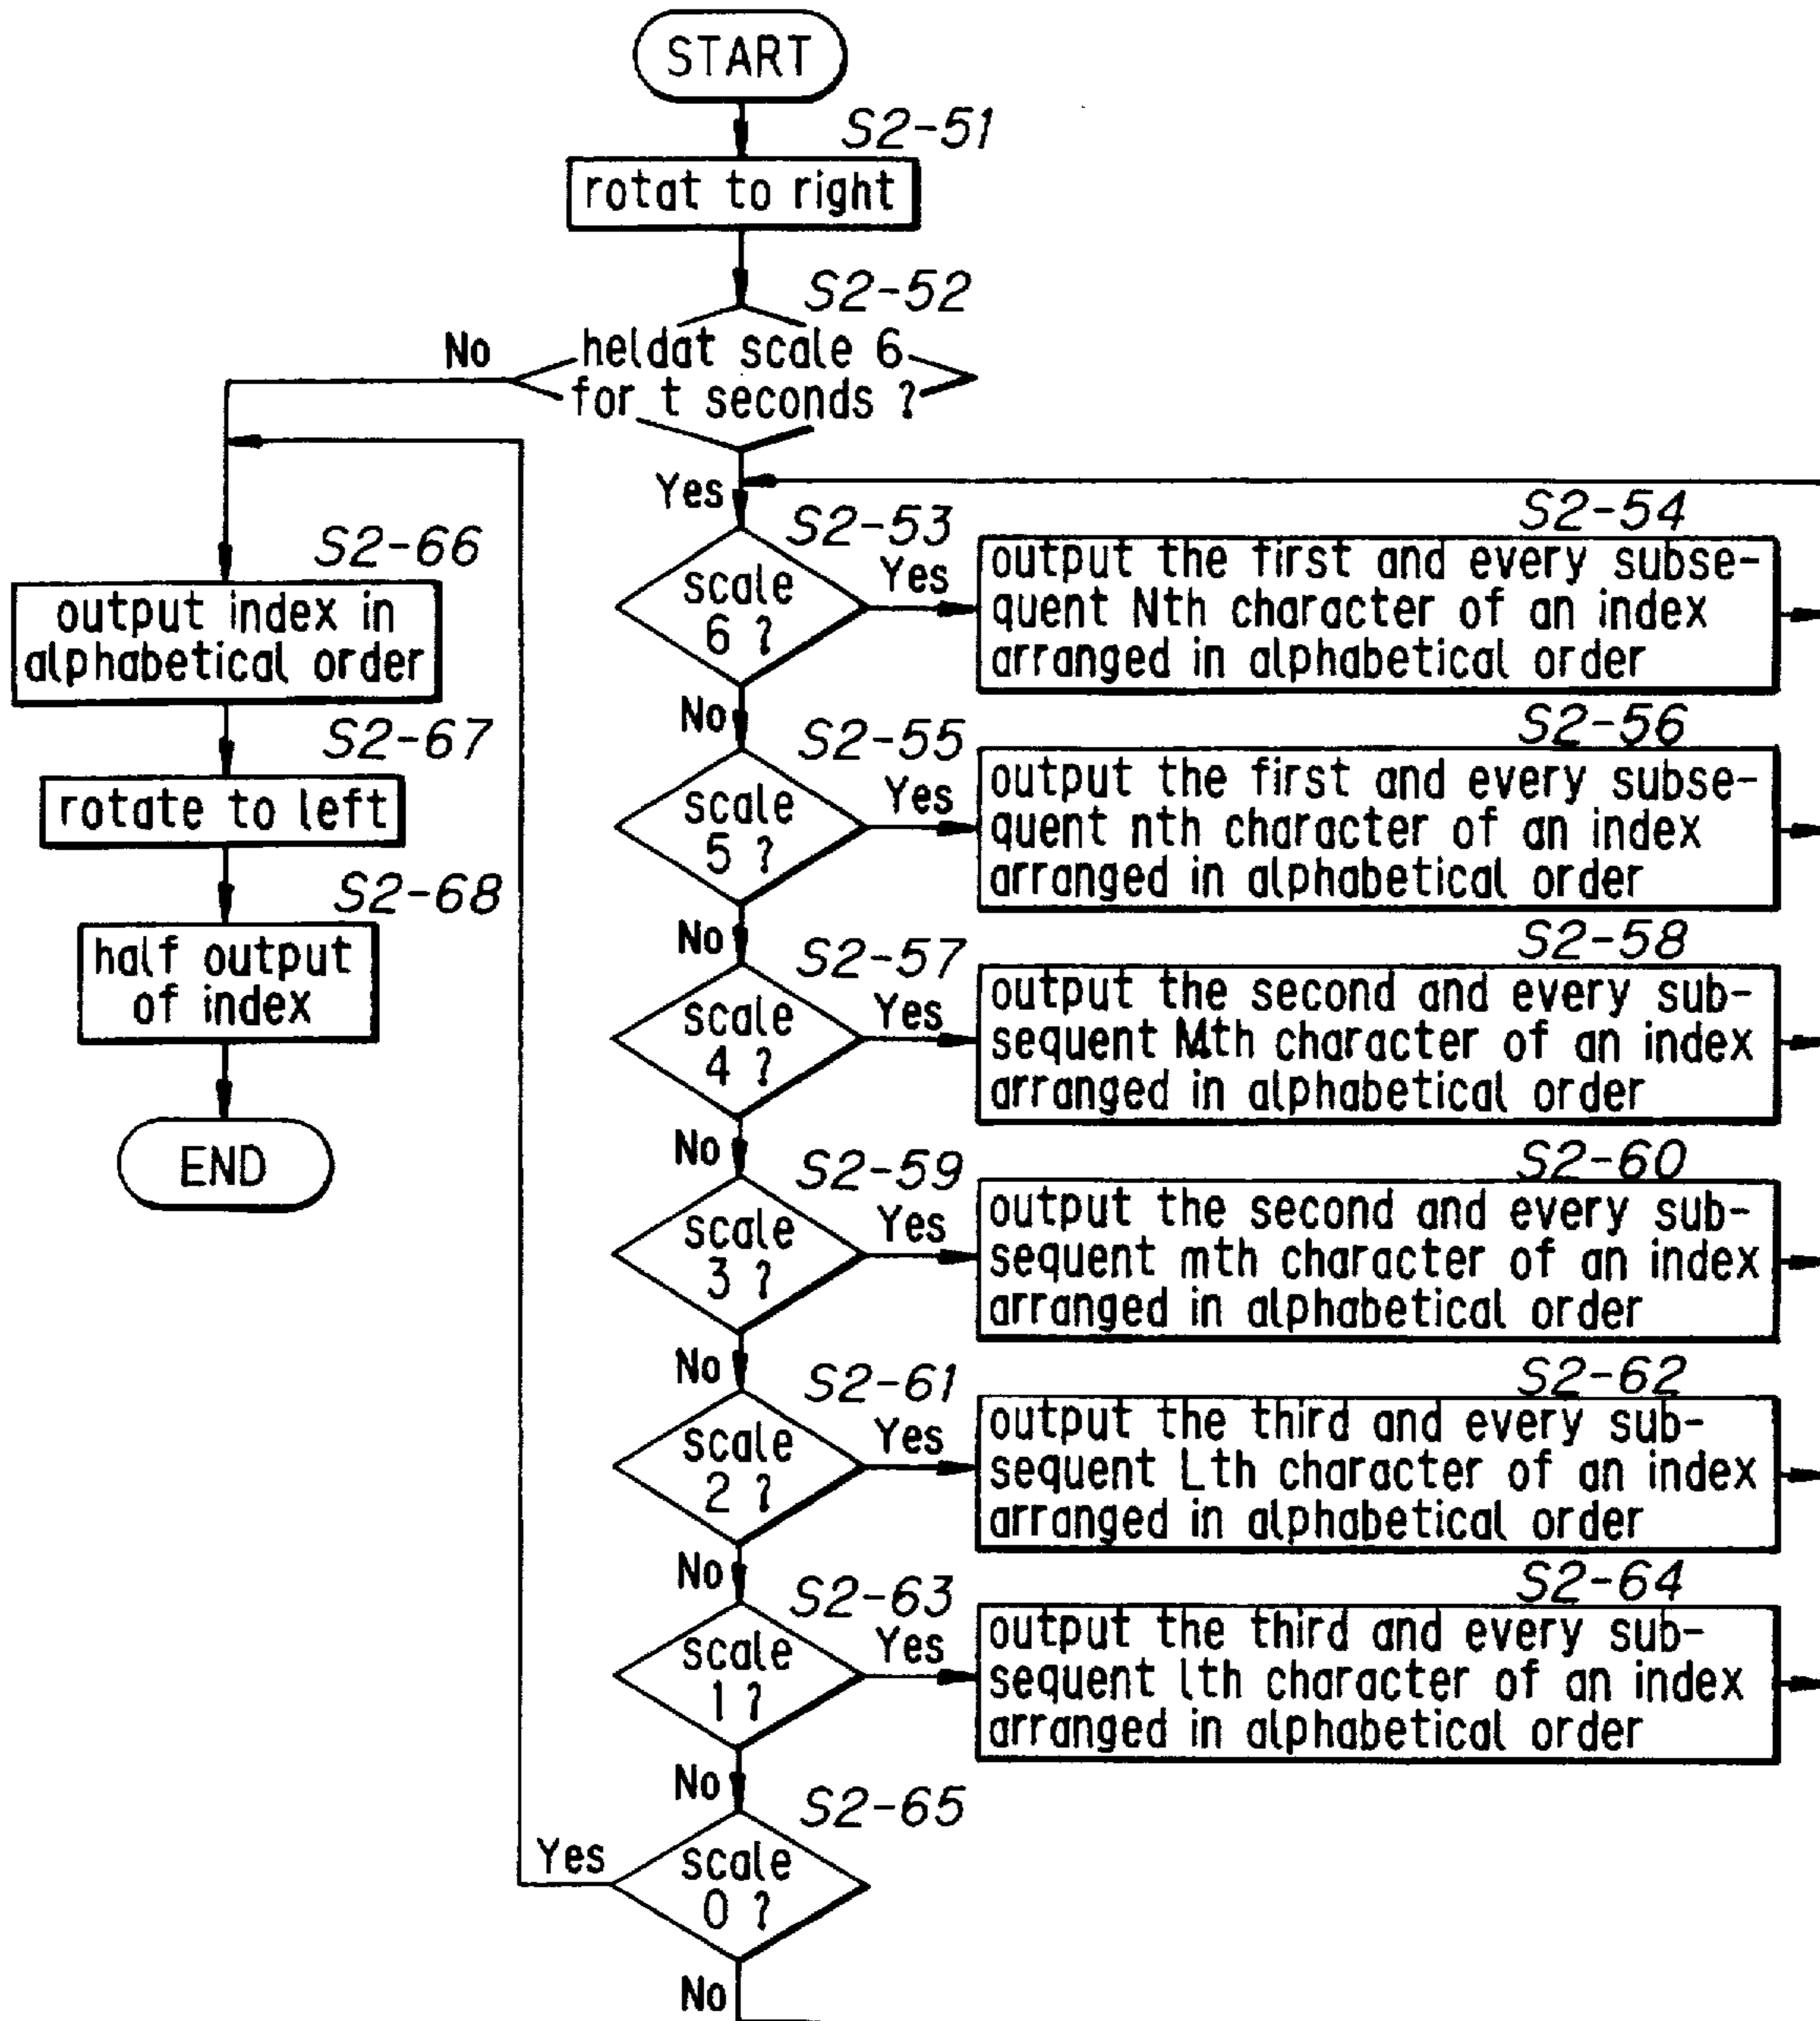 START
S2-51
rotat to right
S2-52
heldat scale 6
for t seconds ?
No
Yes
S2-53
scale
6 ?
Yes
S2-54
output the first and every subse-
quent Nth character of an index
arranged in alphabetical order
No
S2-55
scale
5 ?
Yes
S2-56
output the first and every subse-
quent nth character of an index
arranged in alphabetical order
No
S2-57
scale
4 ?
Yes
S2-58
output the second and every sub-
sequent Mth character of an index
arranged in alphabetical order
No
S2-59
scale
3 ?
Yes
S2-60
output the second and every sub-
sequent mth character of an index
arranged in alphabetical order
No
S2-61
scale
2 ?
Yes
S2-62
output the third and every sub-
sequent Lth character of an index
arranged in alphabetical order
No
S2-63
scale
1 ?
Yes
S2-64
output the third and every sub-
sequent lth character of an index
arranged in alphabetical order
No
S2-65
scale
0 ?
Yes
No
S2-66
output index in
alphabetical order
S2-67
rotate to left
S2-68
half output
of index
END